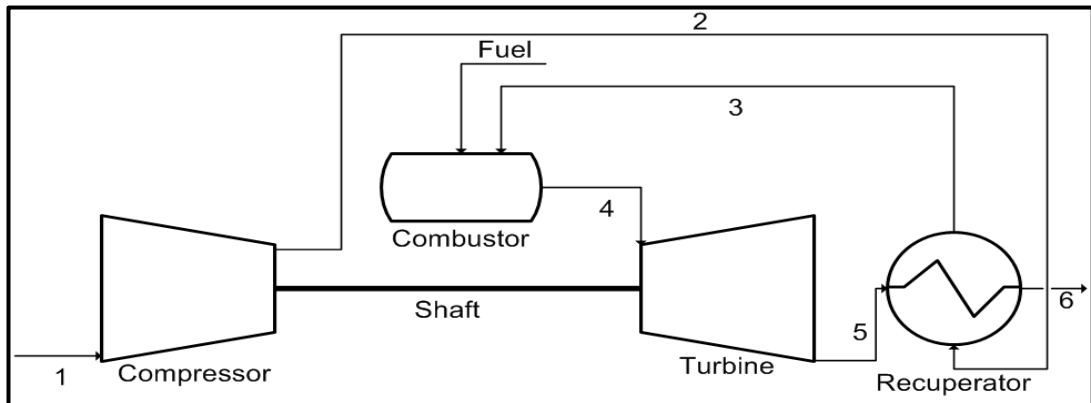 2
Fuel
3
4
Combustor
Shaft
5
6
1
Compressor
Turbine
Recuperator